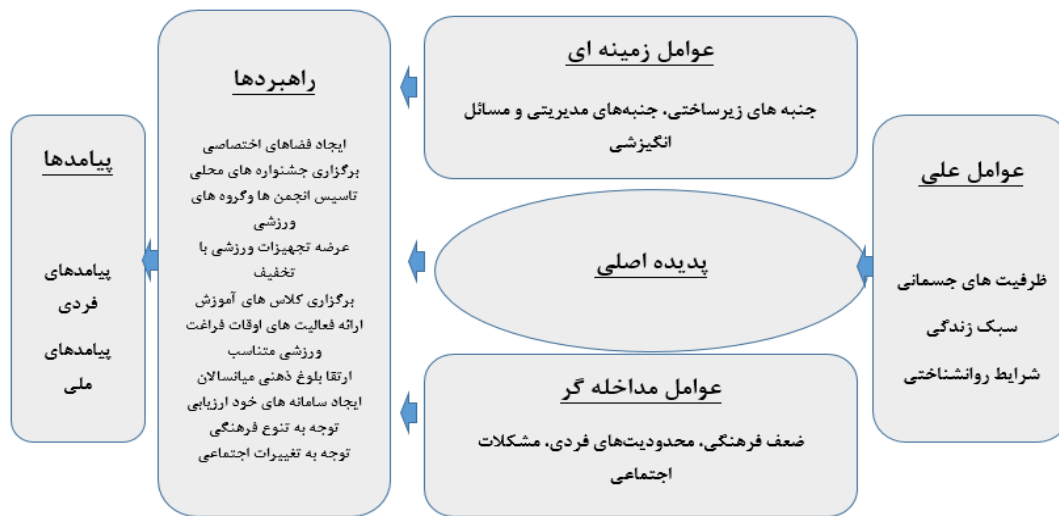 عوامل علی
ظرفیت های جسمانی
سبک زندگی
شرایط روانشناختی
عوامل زمینه ای
جنبه های زیرساختی، جنبه‌های مدیریتی و مسائل
انگیزشی
پدیده اصلی
عوامل مداخله گر
ضعف فرهنگی، محدودیت‌های فردی، مشکلات
اجتماعی
راهبردها
ایجاد فضاهای اختصاصی
برگزاری جشنواره های محلی
تاسیس انجمن ها وگروه های
ورزشی
عرضه تجهیزات ورزشی با
تخفیف
برگزاری کلاس های آموزش
ارائه فعالیت های اوقات فراغت
ورزشی متناسب
ارتقا بلوغ ذهنی میانسالان
ایجاد سامانه های خود ارزیابی
توجه به تنوع فرهنگی
توجه به تغییرات اجتماعی
پیامدها
پیامدهای
فردی
پیامدهای
ملی